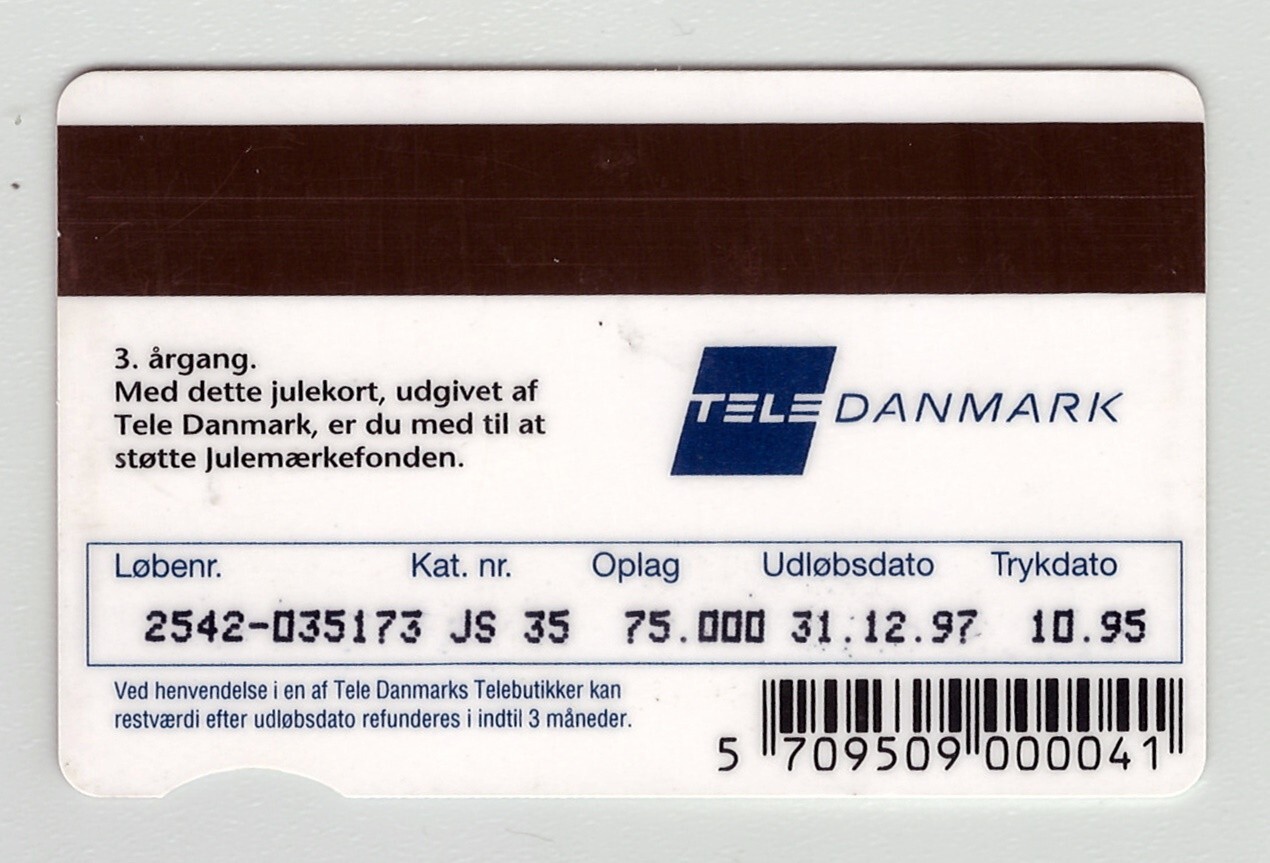 3. årgang.
Med dette julekort, udgivet af
Tele Danmark, er du med til at
støtte Julemærkefonden.
TELE DANMARK
Løbenr. Kat. nr. Oplag Udløbsdato Trykdato
2542-035173 JS 35 75.000 31.12.97 10.95
Ved henvendelse i en af Tele Danmarks Telebutikker kan
restværdi efter udløbsdato refunderes i indtil 3 måneder.
5 709509 000041